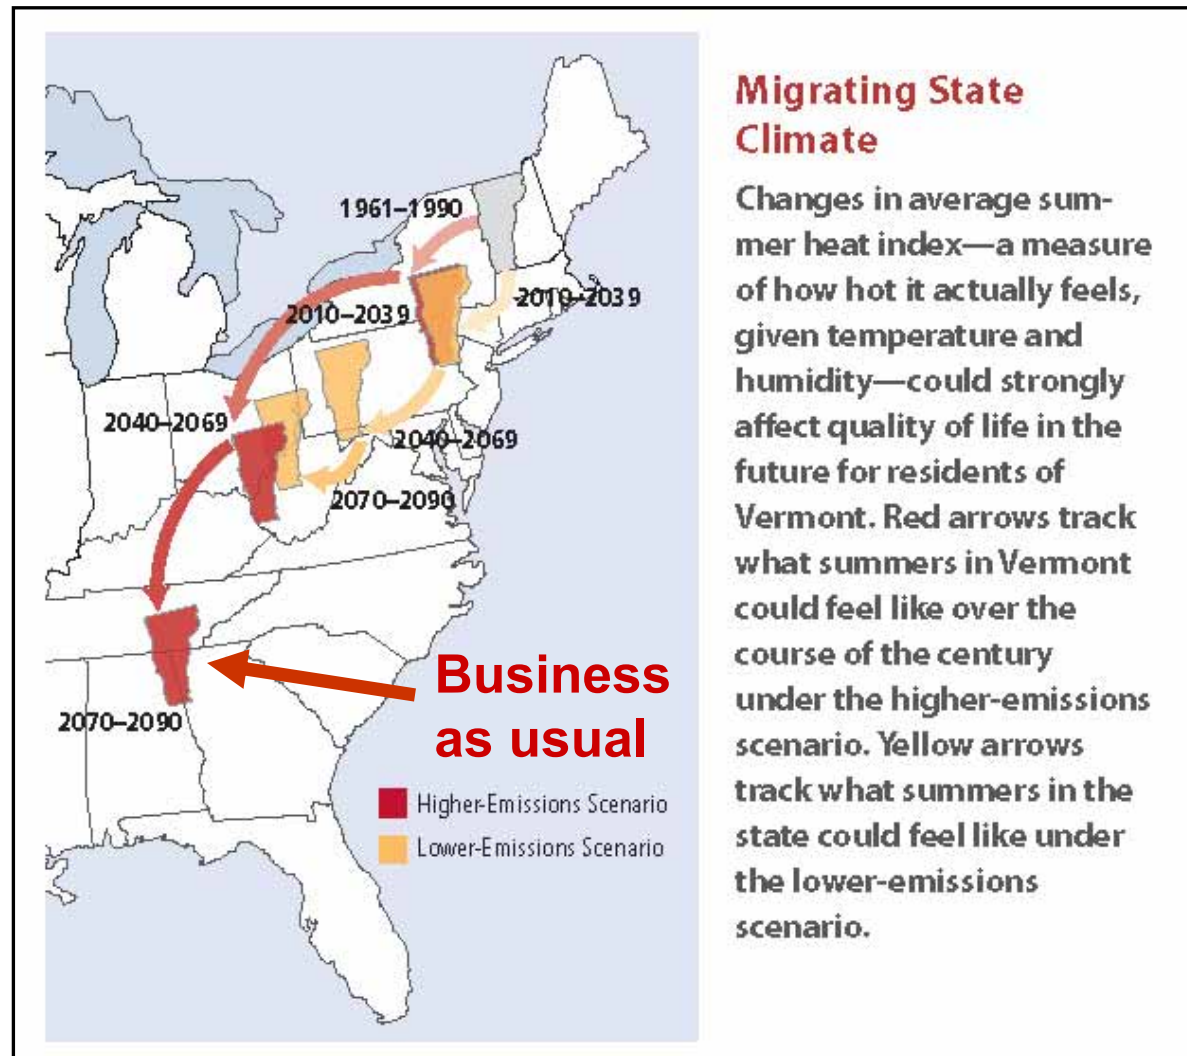 1961–1990
2010–2039
2010–2039
2040–2069
2040–2069
2070–2090
2070–2090
Business
as usual
Higher-Emissions Scenario
Lower-Emissions Scenario
Migrating State
Climate
Changes in average sum-
mer heat index—a measure
of how hot it actually feels,
given temperature and
humidity—could strongly
affect quality of life in the
future for residents of
Vermont. Red arrows track
what summers in Vermont
could feel like over the
course of the century
under the higher-emissions
scenario. Yellow arrows
track what summers in the
state could feel like under
the lower-emissions
scenario.